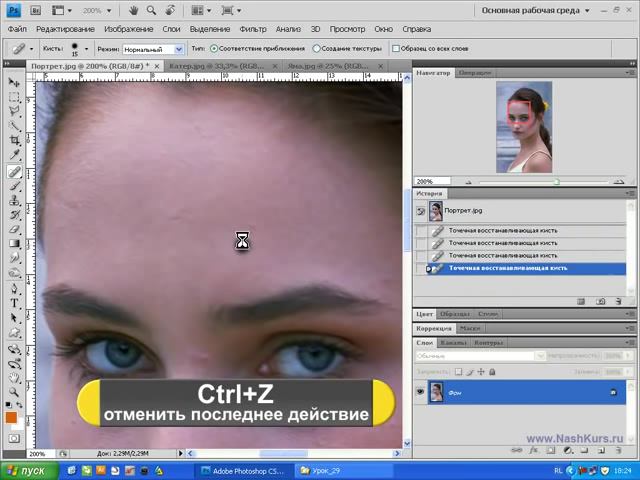 Ps Br 200%
Основная рабочая среда
Файл Редактирование Изображение Слои Выделение Фильтр Анализ 3D Просмотр Окно Справка
Кисть: 15 Режим: Нормальный Тип: Соответствие приближения Создание текстуры Образец со всех слоев
Портрет.jpg @ 200% (RGB/8#) * Катер.jpg @ 33,3% (RGB... Яма.jpg @ 25% (RGB/8...
Навигатор Операции
200%
История
Портрет.jpg
Точечная восстанавливающая кисть
Точечная восстанавливающая кисть
Точечная восстанавливающая кисть
Точечная восстанавливающая кисть
Цвет Образцы Стили
Коррекция Маски
Слои Каналы Контуры
Обычные Непрозрачность: 100%
Закрепить: Заливка: 100%
Фон
Ctrl+Z
отменить последнее действие
www.NashKurs.ru
200% Док: 2,29M/2,29M
пуск Adobe Photoshop CS... Урок_29 RL 18:24